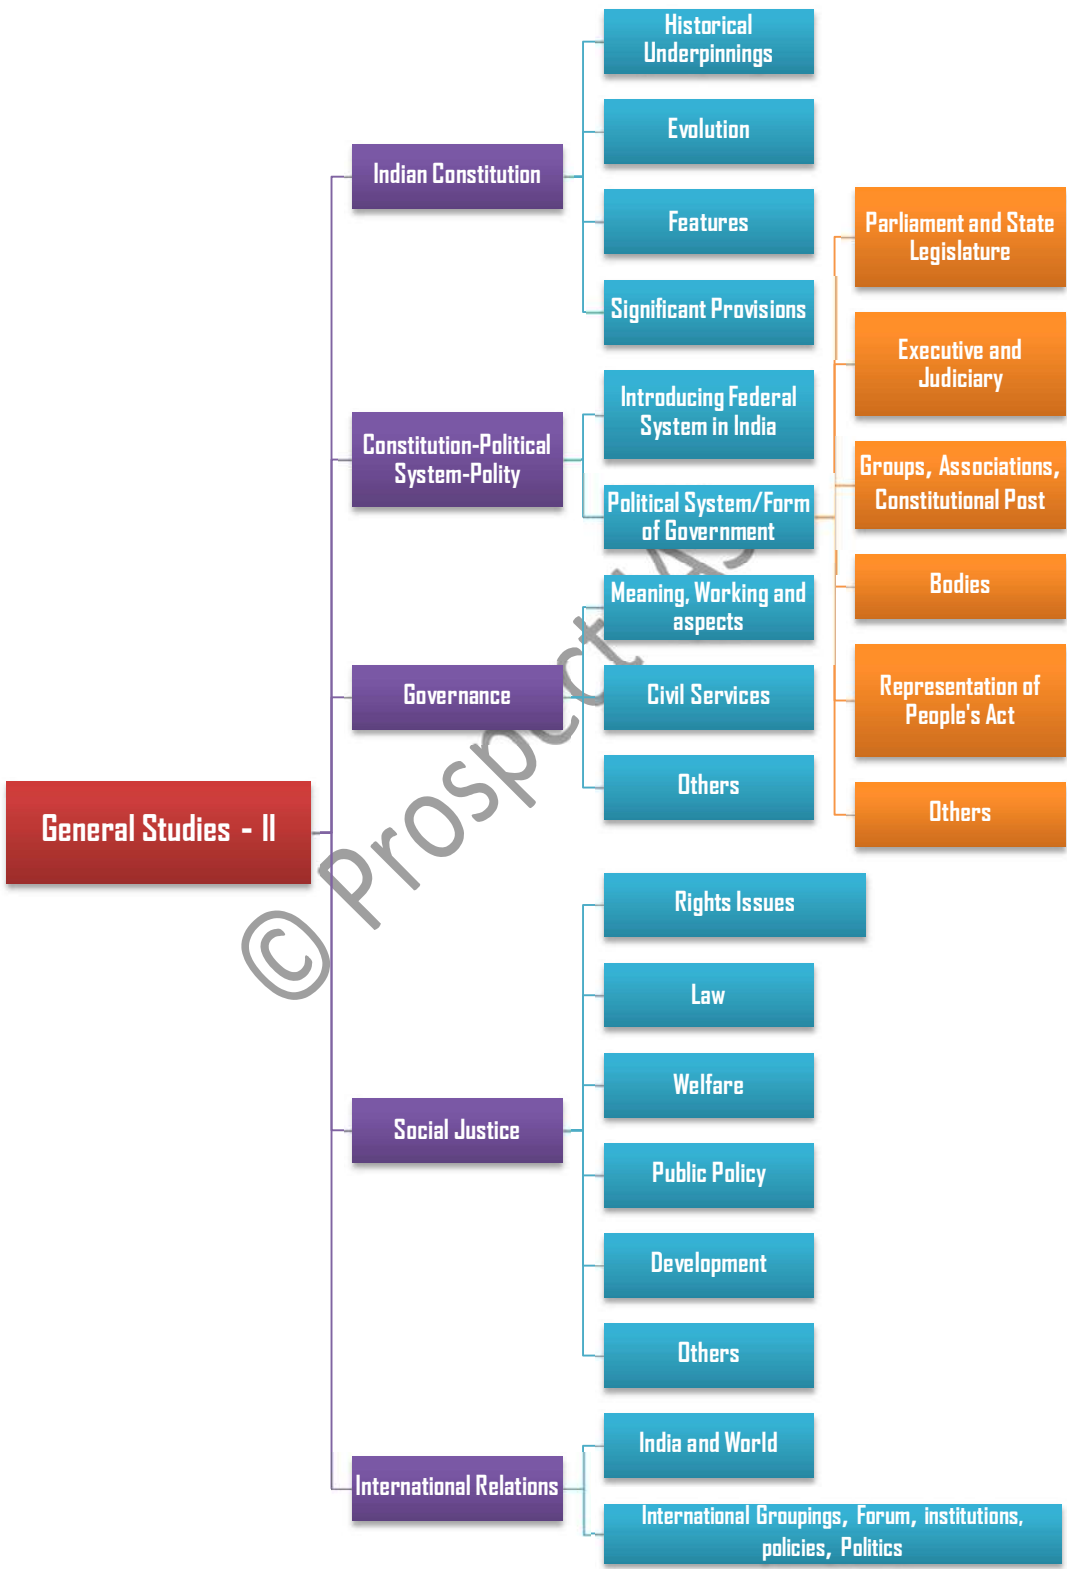 General Studies - II
Indian Constitution
Historical
Underpinnings
Evolution
Features
Significant Provisions
Constitution-Political
System-Polity
Introducing Federal
System in India
Political System/Form
of Government
Parliament and State
Legislature
Executive and
Judiciary
Groups, Associations,
Constitutional Post
Bodies
Representation of
People's Act
Others
Governance
Meaning, Working and
aspects
Civil Services
Others
Social Justice
Rights Issues
Law
Welfare
Public Policy
Development
Others
International Relations
India and World
International Groupings, Forum, institutions,
policies, Politics
© Prospect IAS